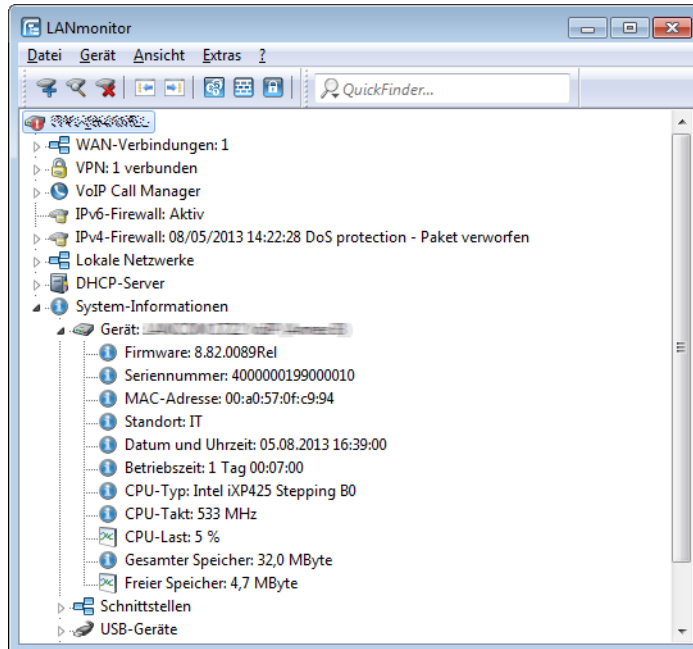 LANmonitor
Datei Gerät Ansicht Extras ?
QuickFinder...
WAN-Verbindungen: 1
VPN: 1 verbunden
VoIP Call Manager
IPv6-Firewall: Aktiv
IPv4-Firewall: 08/05/2013 14:22:28 DoS protection - Paket verworfen
Lokale Netzwerke
DHCP-Server
System-Informationen
Gerät:
Firmware: 8.82.0089Rel
Seriennummer: 4000000199000010
MAC-Adresse: 00:a0:57:0f:c9:94
Standort: IT
Datum und Uhrzeit: 05.08.2013 16:39:00
Betriebszeit: 1 Tag 00:07:00
CPU-Typ: Intel iXP425 Stepping B0
CPU-Takt: 533 MHz
CPU-Last: 5 %
Gesamter Speicher: 32,0 MByte
Freier Speicher: 4,7 MByte
Schnittstellen
USB-Geräte